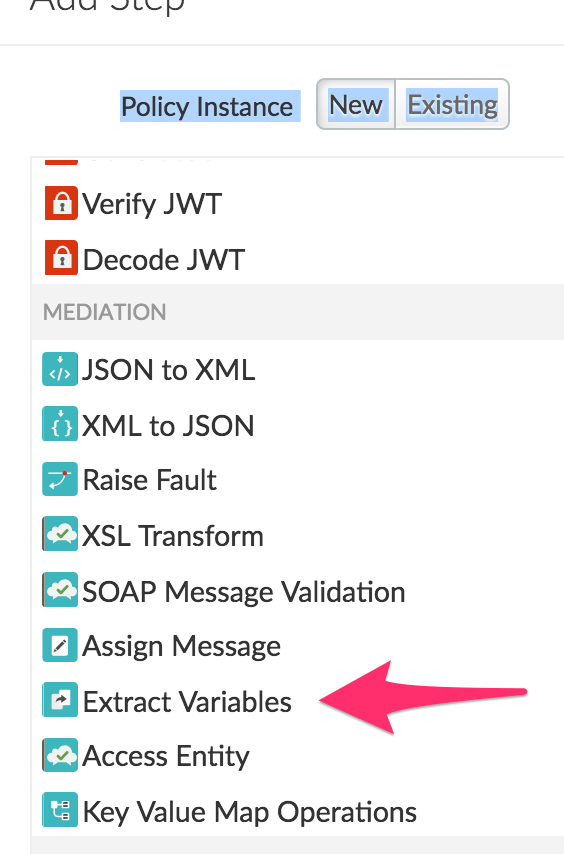 Add Step
Policy Instance New Existing
Verify JWT
Decode JWT
MEDIATION
JSON to XML
XML to JSON
Raise Fault
XSL Transform
SOAP Message Validation
Assign Message
Extract Variables
Access Entity
Key Value Map Operations